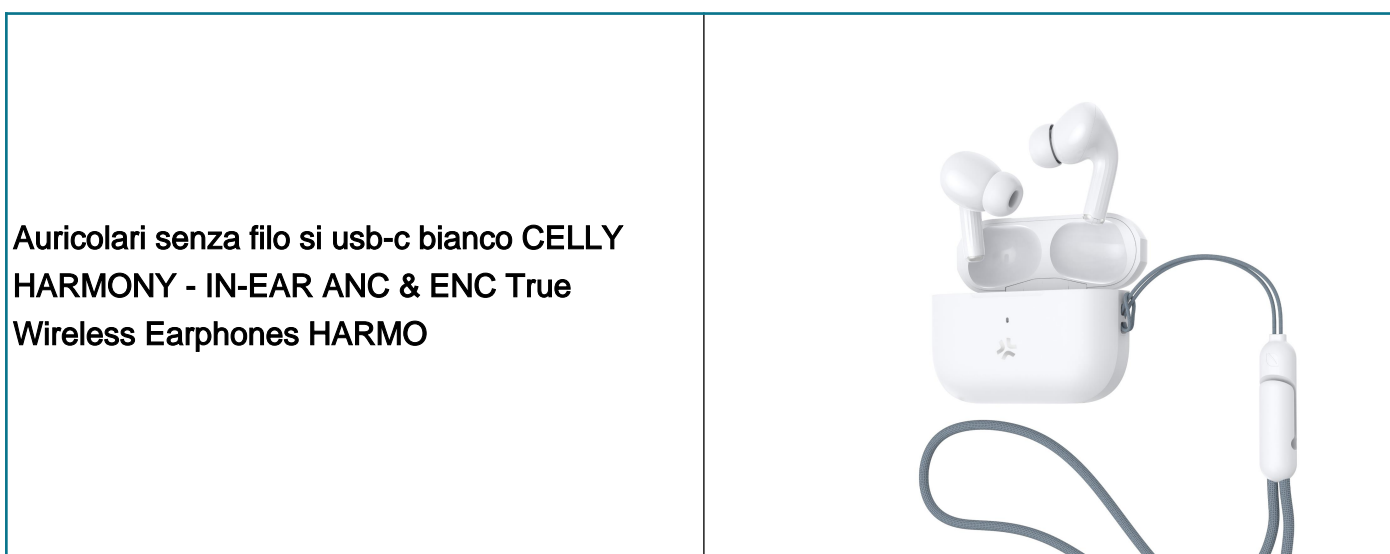 Auricolari senza filo si usb-c bianco CELLY
HARMONY - IN-EAR ANC & ENC True
Wireless Earphones HARMO